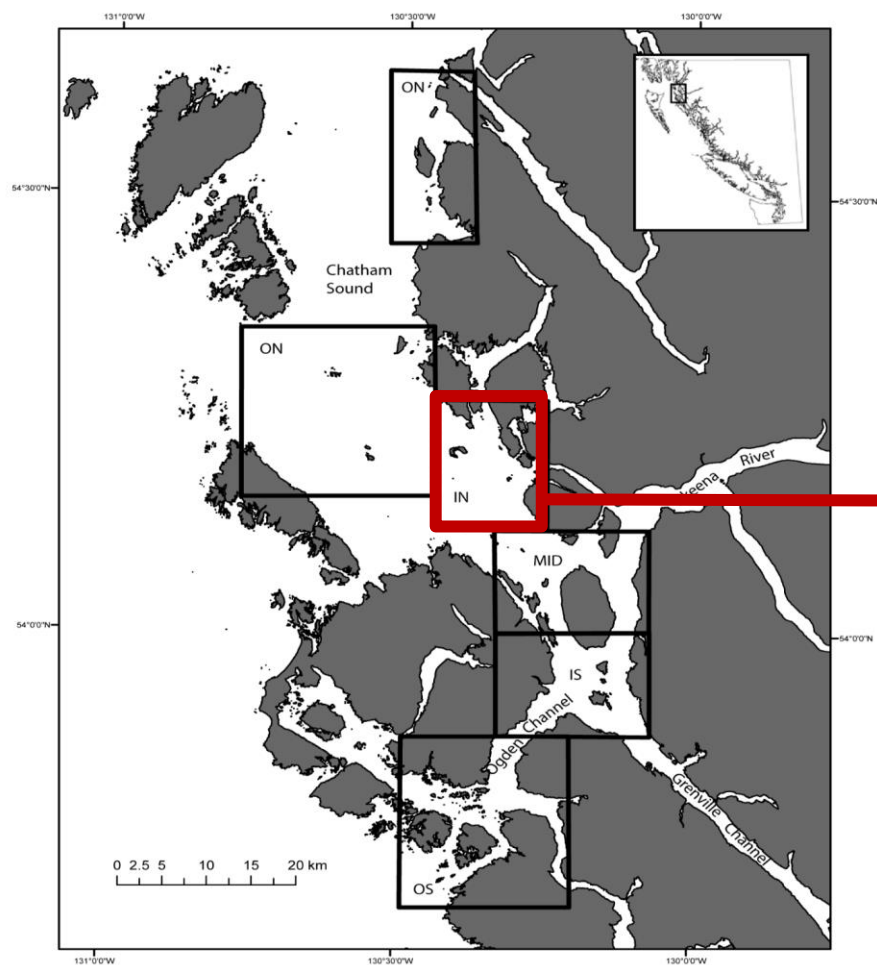 131°0'0"W
130°30'0"W
130°0'0"W
ON
54°30'0"N
54°30'0"N
Chatham
Sound
ON
keena River
IN
MID
54°0'0"N
54°0'0"N
IS
Ogden Channel
Grenville Channel
0 2.5 5 10 15 20 km
OS
131°0'0"W
130°30'0"W
130°0'0"W